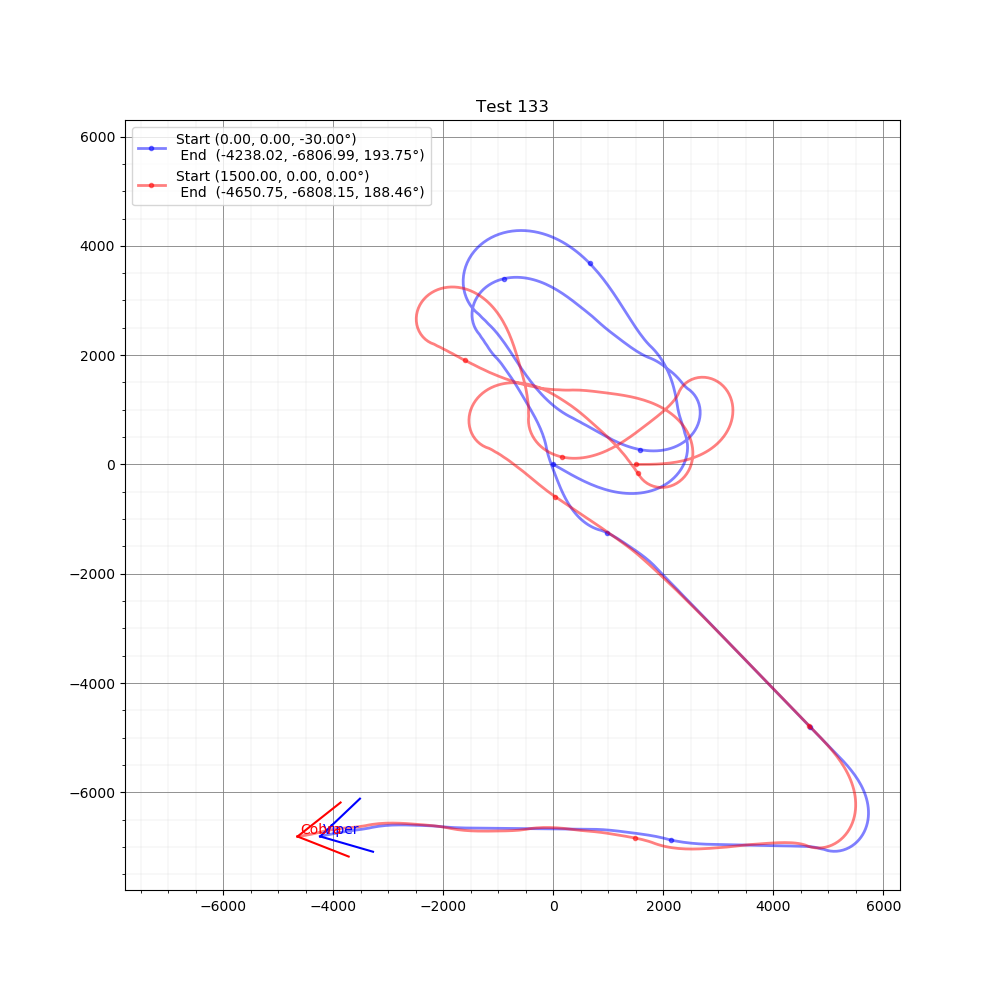 Test 133
Start (0.00, 0.00, -30.00°)
End (-4238.02, -6806.99, 193.75°)
Start (1500.00, 0.00, 0.00°)
End (-4650.75, -6808.15, 188.46°)
6000
4000
2000
0
−2000
−4000
−6000
Viper
−6000 −4000 −2000 0 2000 4000 6000